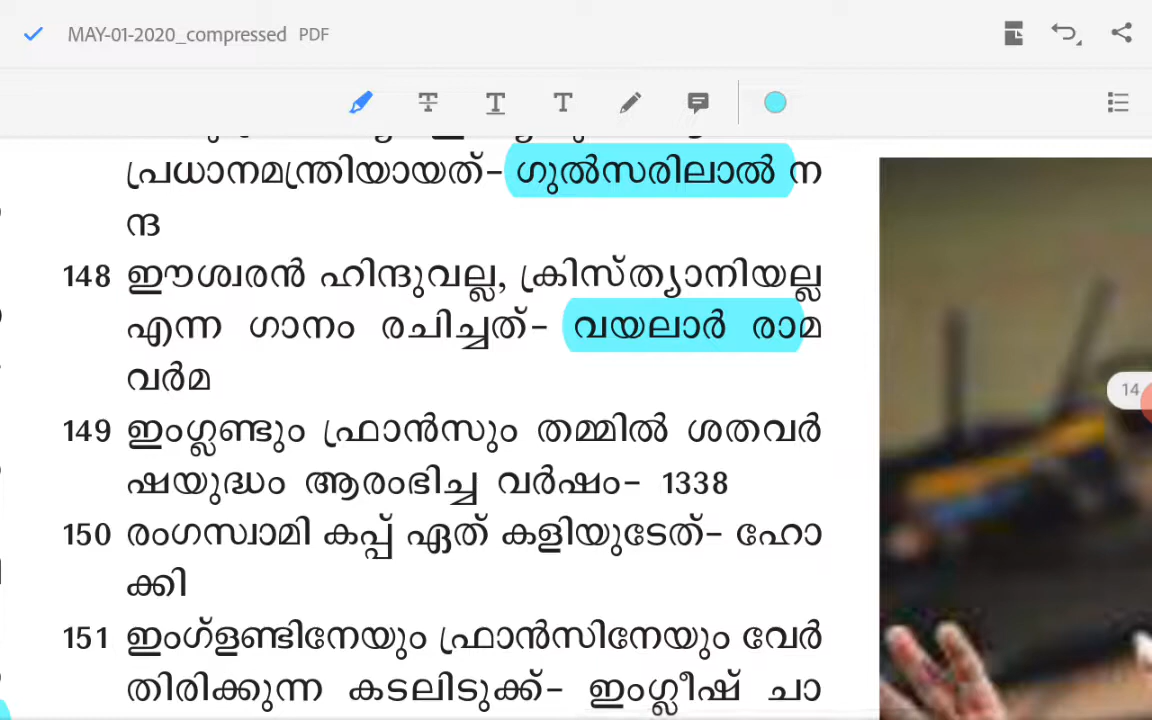 MAY-01-2020_compressed PDF
പ്രധാനമന്ത്രിയായത്- ഗുൽസരിലാൽ ന
ന്ദ
148 ഈശ്വരൻ ഹിന്ദുവല്ല, ക്രിസ്ത്യാനിയല്ല
എന്ന ഗാനം രചിച്ചത്- വയലാർ രാമ
വർമ
149 ഇംഗ്ലണ്ടും ഫ്രാൻസും തമ്മിൽ ശതവർ
ഷയുദ്ധം ആരംഭിച്ച വർഷം- 1338
150 രംഗസ്വാമി കപ്പ് ഏത് കളിയുടേത്- ഹോ
ക്കി
151 ഇംഗ്ളണ്ടിനേയും ഫ്രാൻസിനേയും വേർ
തിരിക്കുന്ന കടലിടുക്ക്- ഇംഗ്ലീഷ് ചാ
14